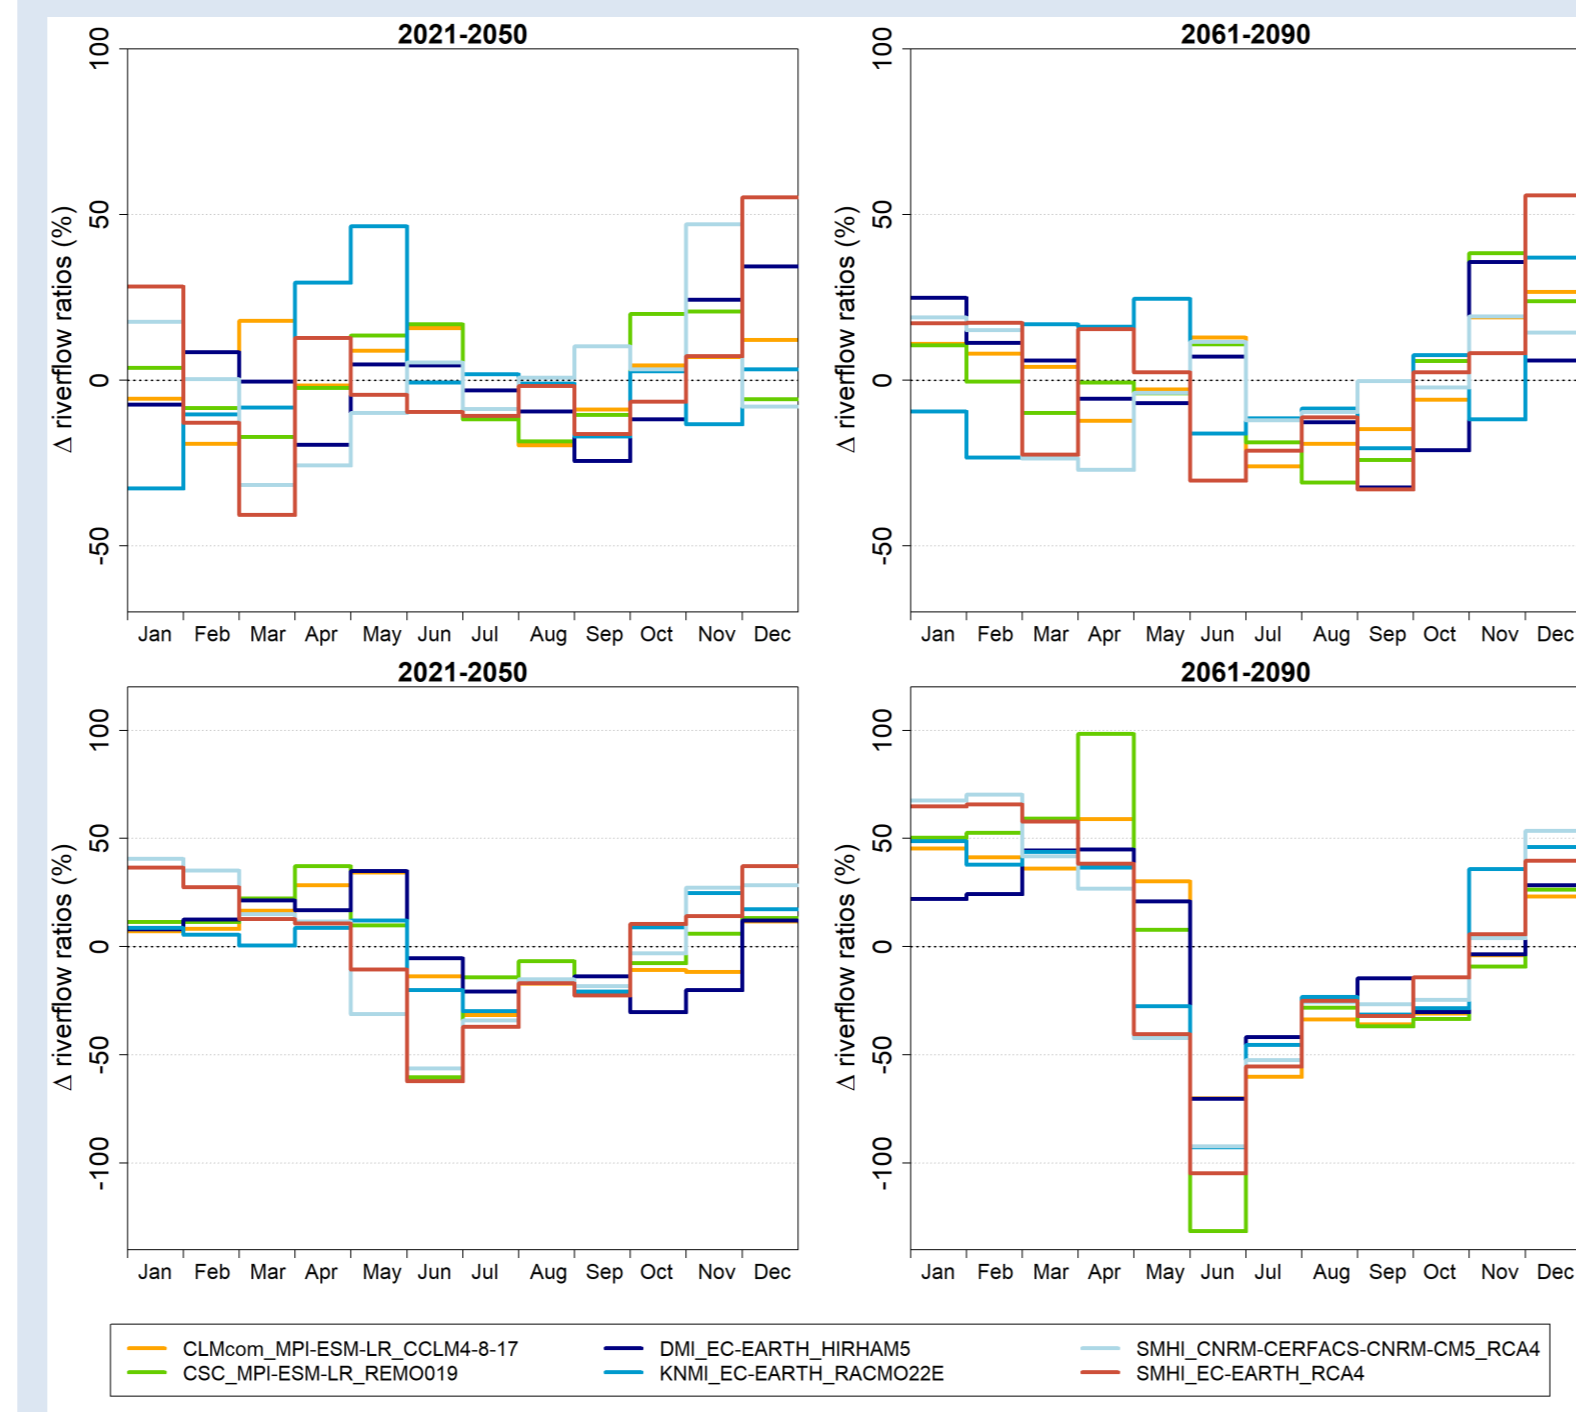 2021-2050
2061-2090
Δ riverflow ratios (%)
100
50
0
-50
Jan Feb Mar Apr May Jun Jul Aug Sep Oct Nov Dec
Δ riverflow ratios (%)
100
50
0
-50
Jan Feb Mar Apr May Jun Jul Aug Sep Oct Nov Dec
2021-2050
2061-2090
Δ riverflow ratios (%)
100
50
0
-50
-100
Jan Feb Mar Apr May Jun Jul Aug Sep Oct Nov Dec
Δ riverflow ratios (%)
100
50
0
-50
-100
Jan Feb Mar Apr May Jun Jul Aug Sep Oct Nov Dec
CLMcom_MPI-ESM-LR_CCLM4-8-17
CSC_MPI-ESM-LR_REMO019
DMI_EC-EARTH_HIRHAM5
KNMI_EC-EARTH_RACMO22E
SMHI_CNRM-CERFACS-CNRM-CM5_RCA4
SMHI_EC-EARTH_RCA4